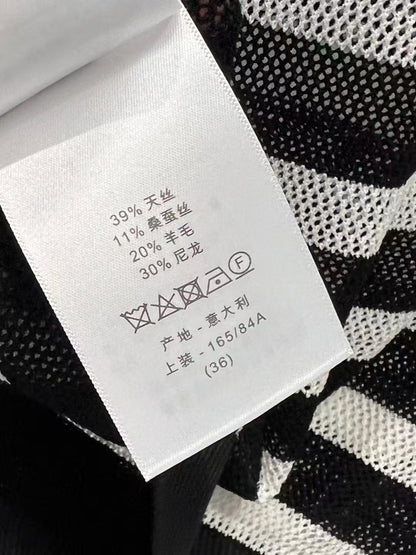 39% 天丝
11% 桑蚕丝
20% 羊毛
30% 尼龙
F
产地 - 意大利
上装 - 165/84A
(36)